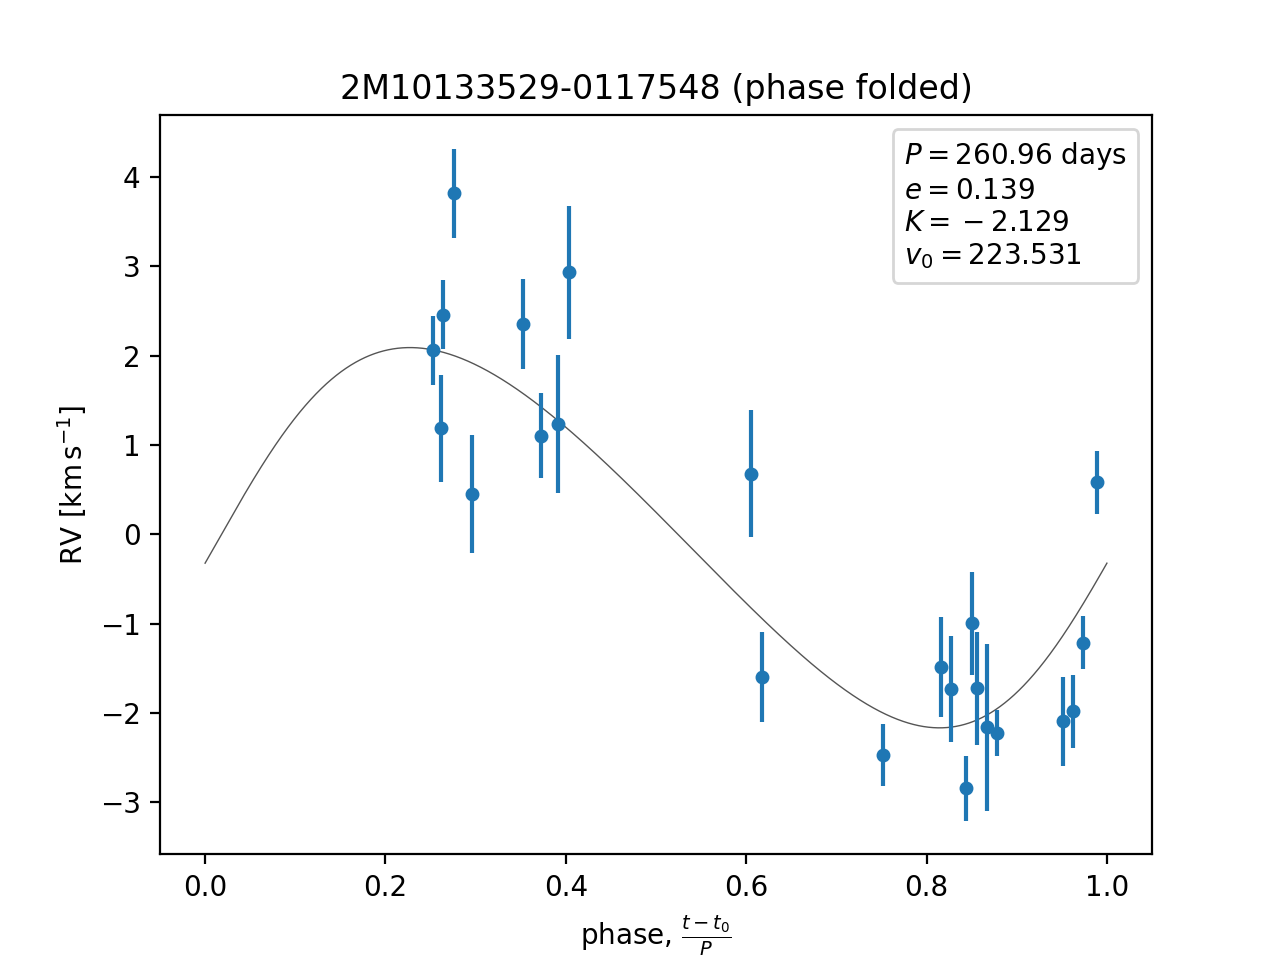 2M10133529-0117548 (phase folded)
P = 260.96 days
e = 0.139
K = −2.129
v₀ = 223.531
4
3
2
1
0
−1
−2
−3
RV [km s⁻¹]
0.0 0.2 0.4 0.6 0.8 1.0
phase, (t − t₀)/P